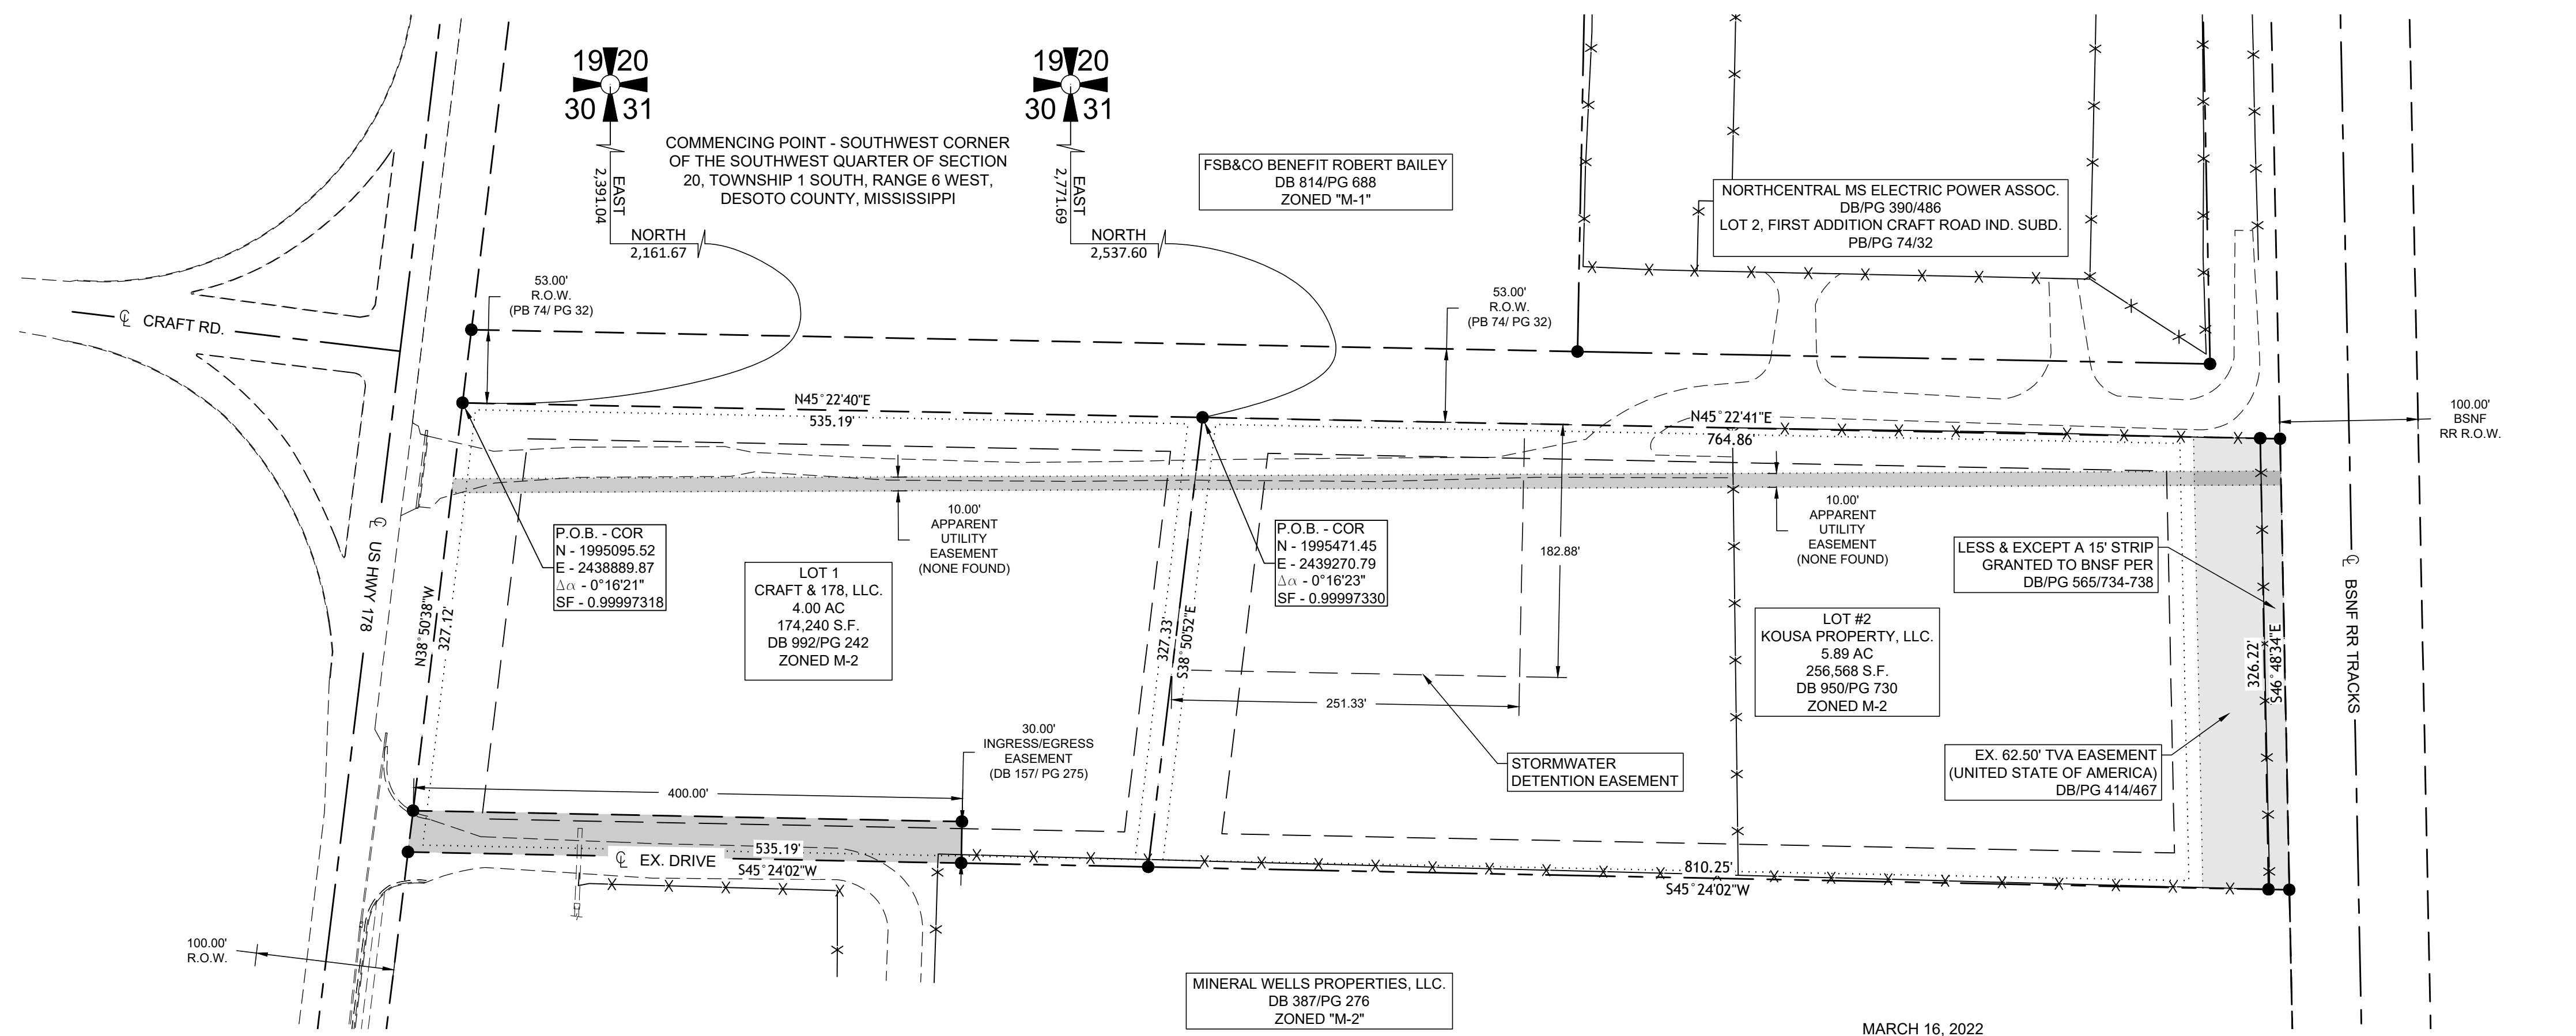 19 20
30 31
EAST
2,391.04
NORTH
2,161.67
COMMENCING POINT - SOUTHWEST CORNER
OF THE SOUTHWEST QUARTER OF SECTION
20, TOWNSHIP 1 SOUTH, RANGE 6 WEST,
DESOTO COUNTY, MISSISSIPPI
19 20
30 31
EAST
2,771.69
NORTH
2,537.60
FSB&CO BENEFIT ROBERT BAILEY
DB 814/PG 688
ZONED "M-1"
NORTHCENTRAL MS ELECTRIC POWER ASSOC.
DB/PG 390/486
LOT 2, FIRST ADDITION CRAFT ROAD IND. SUBD.
PB/PG 74/32
53.00'
R.O.W.
(PB 74/ PG 32)
53.00'
R.O.W.
(PB 74/ PG 32)
℄ CRAFT RD.
N45°22'40"E
535.19'
N45°22'41"E
764.86'
100.00'
BSNF
RR R.O.W.
℄ US HWY 178
N38°50'38"W
327.12'
P.O.B. - COR
N - 1995095.52
E - 2438889.87
Δα - 0°16'21"
SF - 0.99997318
LOT 1
CRAFT & 178, LLC.
4.00 AC
174,240 S.F.
DB 992/PG 242
ZONED M-2
10.00'
APPARENT
UTILITY
EASEMENT
(NONE FOUND)
327.33'
S38°50'52"E
P.O.B. - COR
N - 1995471.45
E - 2439270.79
Δα - 0°16'23"
SF - 0.99997330
182.88'
251.33'
10.00'
APPARENT
UTILITY
EASEMENT
(NONE FOUND)
LOT #2
KOUSA PROPERTY, LLC.
5.89 AC
256,568 S.F.
DB 950/PG 730
ZONED M-2
LESS & EXCEPT A 15' STRIP
GRANTED TO BNSF PER
DB/PG 565/734-738
326.22'
S46°48'34"E
℄ BSNF RR TRACKS
30.00'
INGRESS/EGRESS
EASEMENT
(DB 157/ PG 275)
STORMWATER
DETENTION EASEMENT
EX. 62.50' TVA EASEMENT
(UNITED STATE OF AMERICA)
DB/PG 414/467
400.00'
℄ EX. DRIVE
535.19'
S45°24'02"W
810.25'
S45°24'02"W
100.00'
R.O.W.
MINERAL WELLS PROPERTIES, LLC.
DB 387/PG 276
ZONED "M-2"
MARCH 16, 2022